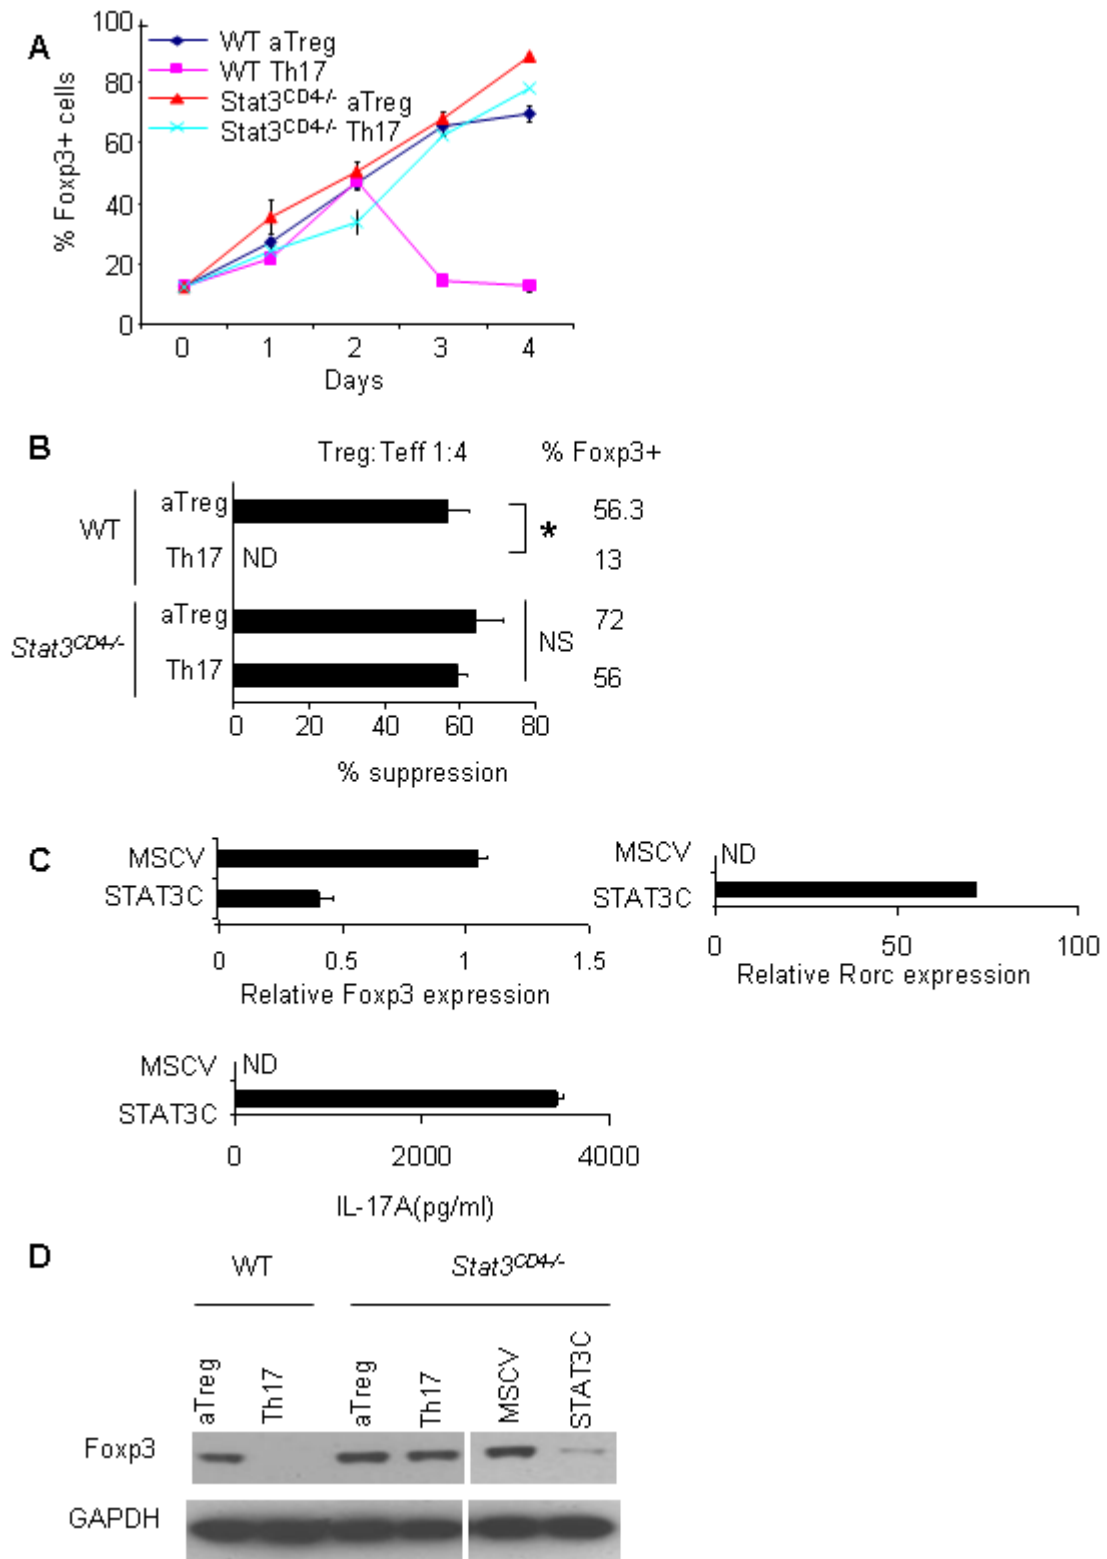 A
100
80
60
40
20
0
% Foxp3+ cells
WT aTreg
WT Th17
Stat3CD4-/- aTreg
Stat3CD4-/- Th17
0 1 2 3 4
Days
B
Treg:Teff 1:4 % Foxp3+
WT
aTreg 56.3
*
Th17 ND 13
Stat3CD4-/-
aTreg 72
NS
Th17 56
0 20 40 60 80
% suppression
C
MSCV
STAT3C
0 0.5 1 1.5
Relative Foxp3 expression
MSCV ND
STAT3C
0 50 100
Relative Rorc expression
MSCV ND
STAT3C
0 2000 4000
IL-17A(pg/ml)
D
WT Stat3CD4-/-
aTreg Th17 aTreg Th17 MSCV STAT3C
Foxp3
GAPDH